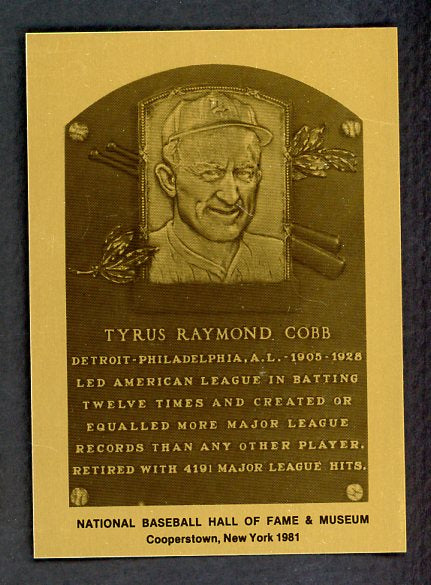 TYRUS RAYMOND COBB
DETROIT-PHILADELPHIA, A.L.-1905-1928
LED AMERICAN LEAGUE IN BATTING
TWELVE TIMES AND CREATED OR
EQUALLED MORE MAJOR LEAGUE
RECORDS THAN ANY OTHER PLAYER.
RETIRED WITH 4191 MAJOR LEAGUE HITS.
NATIONAL BASEBALL HALL OF FAME & MUSEUM
Cooperstown, New York 1981